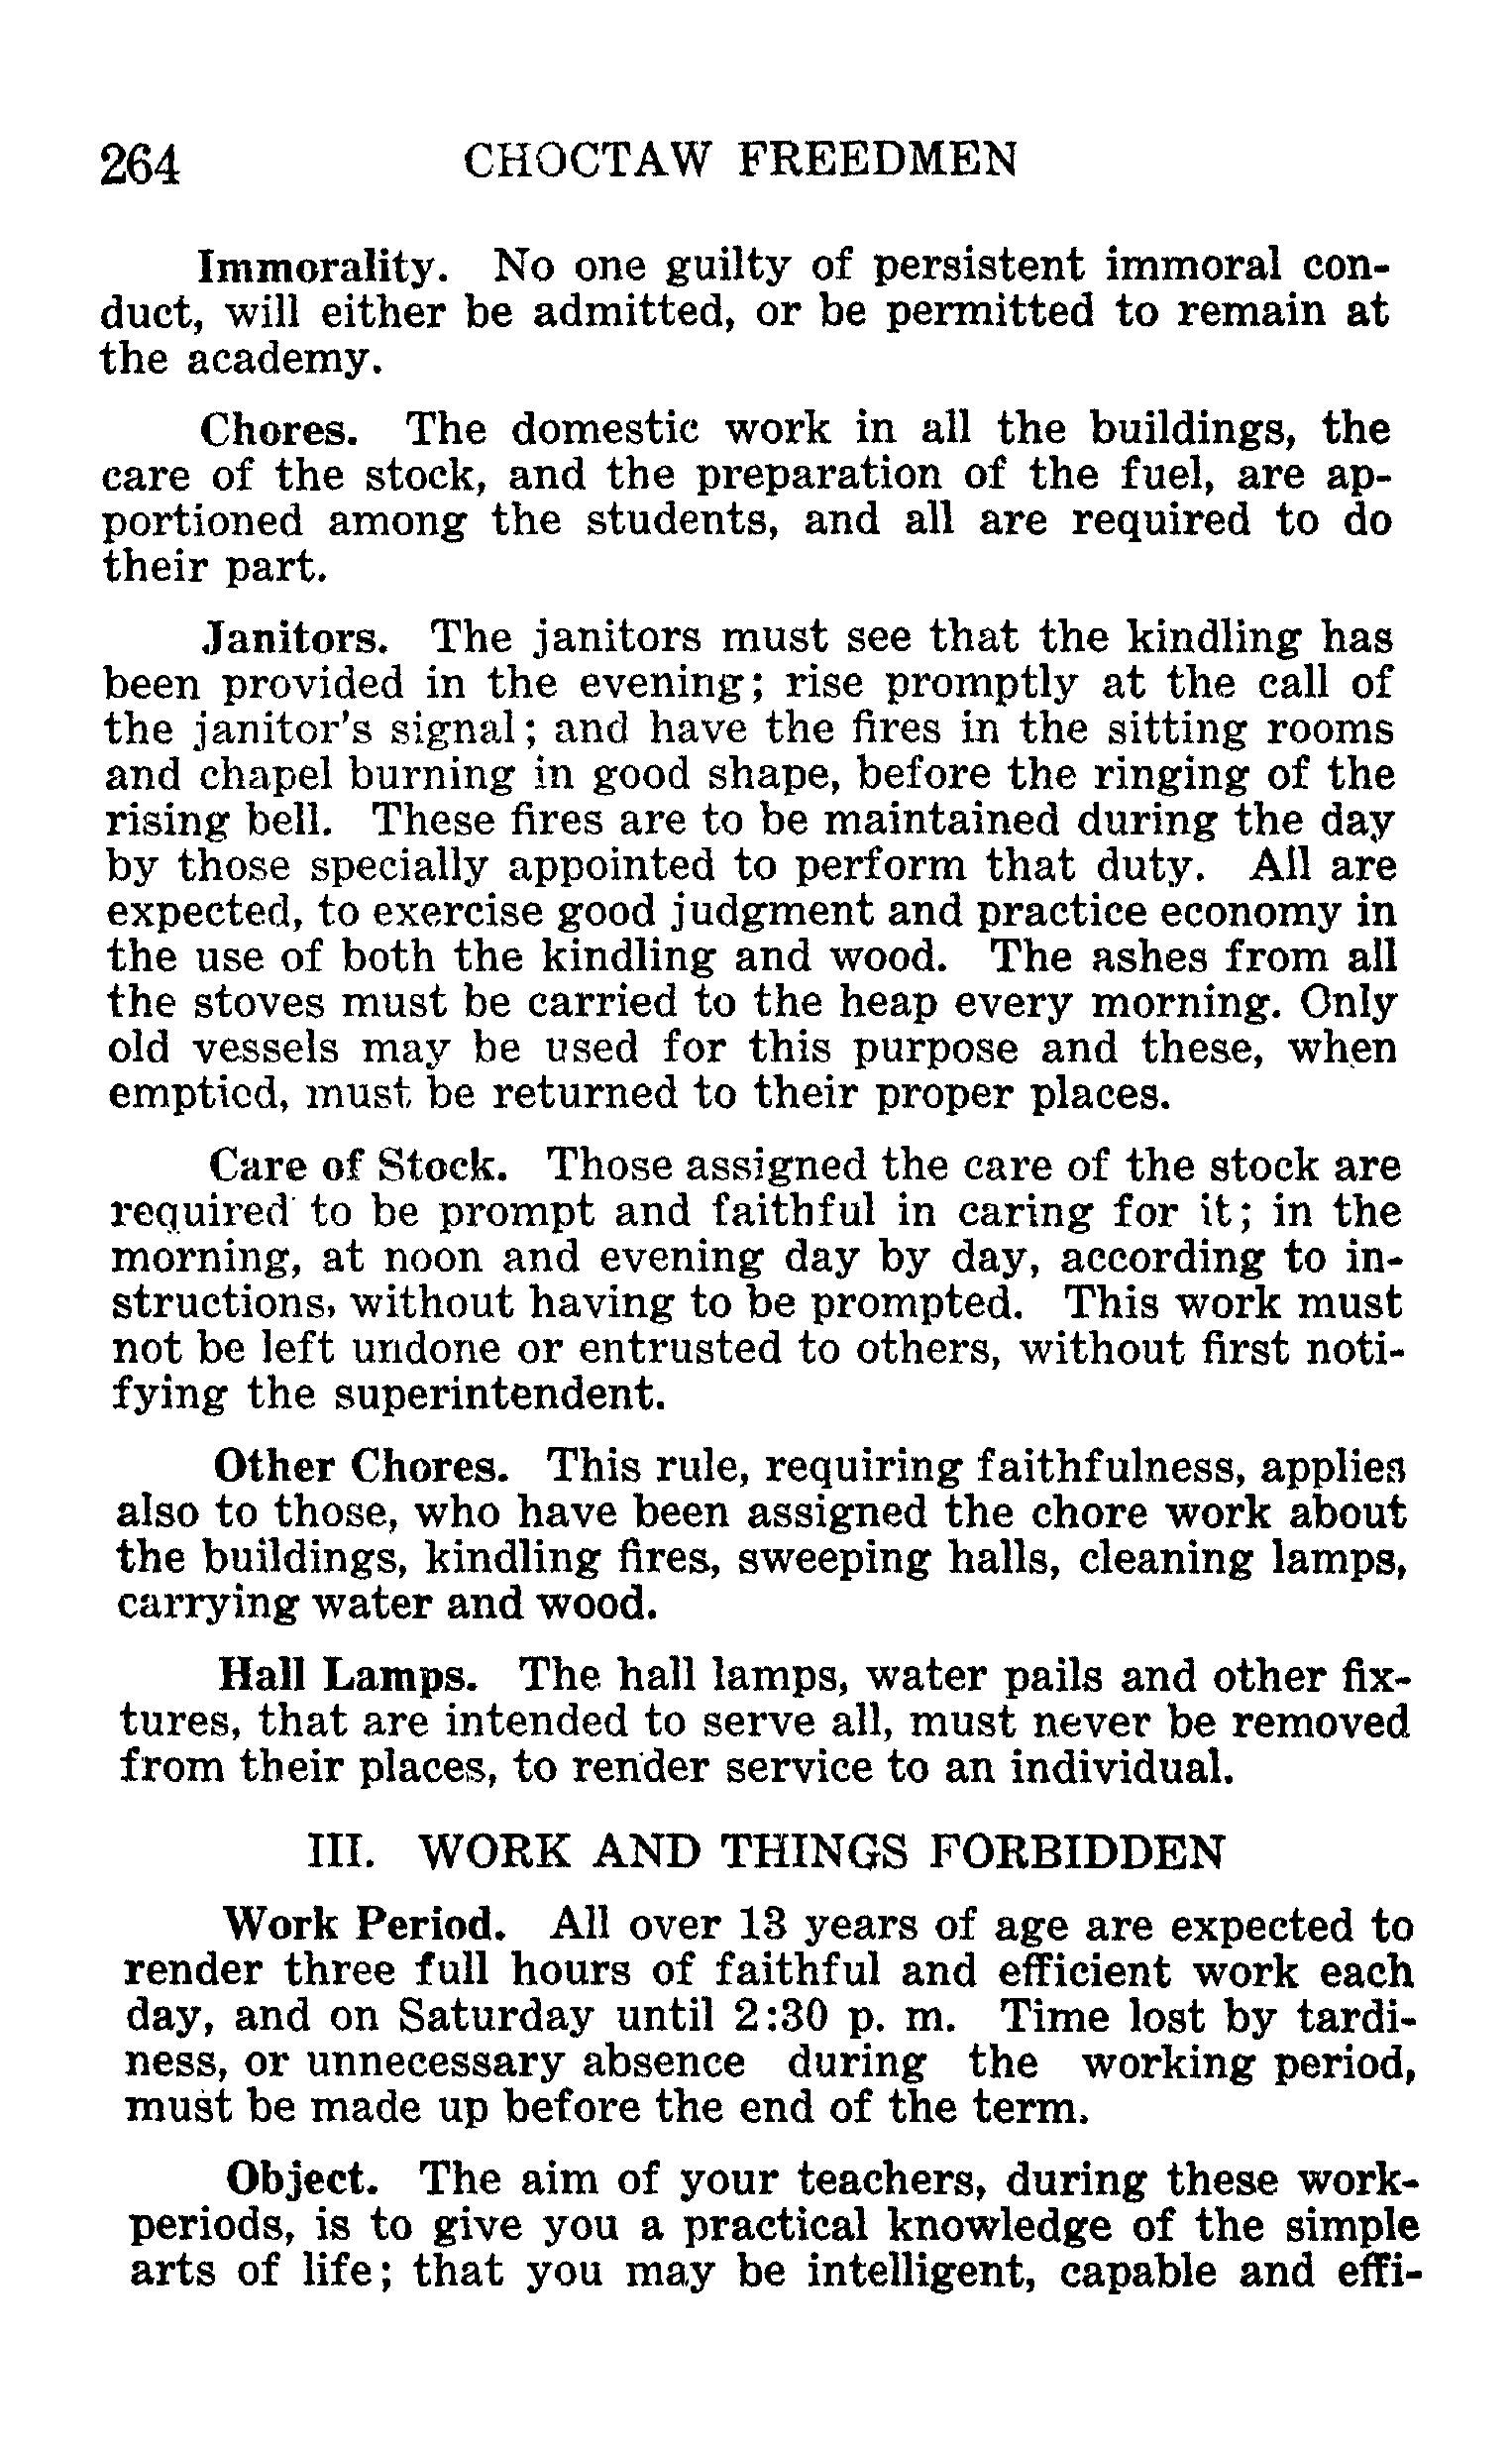 264 CHOCTAW FREEDMEN
Immorality. No one guilty of persistent immoral con-
duct, will either be admitted, or be permitted to remain at
the academy.
Chores. The domestic work in all the buildings, the
care of the stock, and the preparation of the fuel, are ap-
portioned among the students, and all are required to do
their part.
Janitors. The janitors must see that the kindling has
been provided in the evening; rise promptly at the call of
the janitor's signal; and have the fires in the sitting rooms
and chapel burning in good shape, before the ringing of the
rising bell. These fires are to be maintained during the day
by those specially appointed to perform that duty. All are
expected, to exercise good judgment and practice economy in
the use of both the kindling and wood. The ashes from all
the stoves must be carried to the heap every morning. Only
old vessels may be used for this purpose and these, when
emptied, must be returned to their proper places.
Care of Stock. Those assigned the care of the stock are
required to be prompt and faithful in caring for it; in the
morning, at noon and evening day by day, according to in-
structions, without having to be prompted. This work must
not be left undone or entrusted to others, without first noti-
fying the superintendent.
Other Chores. This rule, requiring faithfulness, applies
also to those, who have been assigned the chore work about
the buildings, kindling fires, sweeping halls, cleaning lamps,
carrying water and wood.
Hall Lamps. The hall lamps, water pails and other fix-
tures, that are intended to serve all, must never be removed
from their places, to render service to an individual.
III. WORK AND THINGS FORBIDDEN
Work Period. All over 13 years of age are expected to
render three full hours of faithful and efficient work each
day, and on Saturday until 2:30 p. m. Time lost by tardi-
ness, or unnecessary absence during the working period,
must be made up before the end of the term.
Object. The aim of your teachers, during these work-
periods, is to give you a practical knowledge of the simple
arts of life; that you may be intelligent, capable and effi-